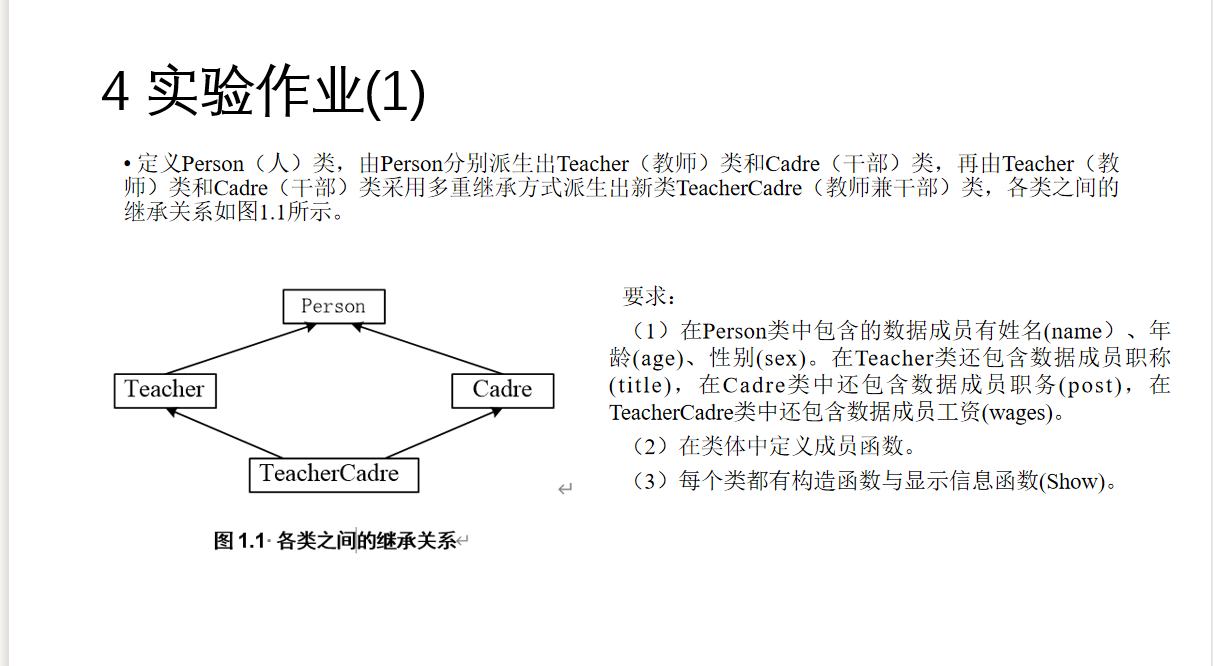 4 实验作业(1)
• 定义Person（人）类，由Person分别派生出Teacher（教师）类和Cadre（干部）类，再由Teacher（教
师）类和Cadre（干部）类采用多重继承方式派生出新类TeacherCadre（教师兼干部）类，各类之间的
继承关系如图1.1所示。
Person
Teacher
Cadre
TeacherCadre
图 1.1 各类之间的继承关系
要求：
（1）在Person类中包含的数据成员有姓名(name）、年
龄(age)、性别(sex)。在Teacher类还包含数据成员职称
(title)，在Cadre类中还包含数据成员职务(post)，在
TeacherCadre类中还包含数据成员工资(wages)。
（2）在类体中定义成员函数。
（3）每个类都有构造函数与显示信息函数(Show)。